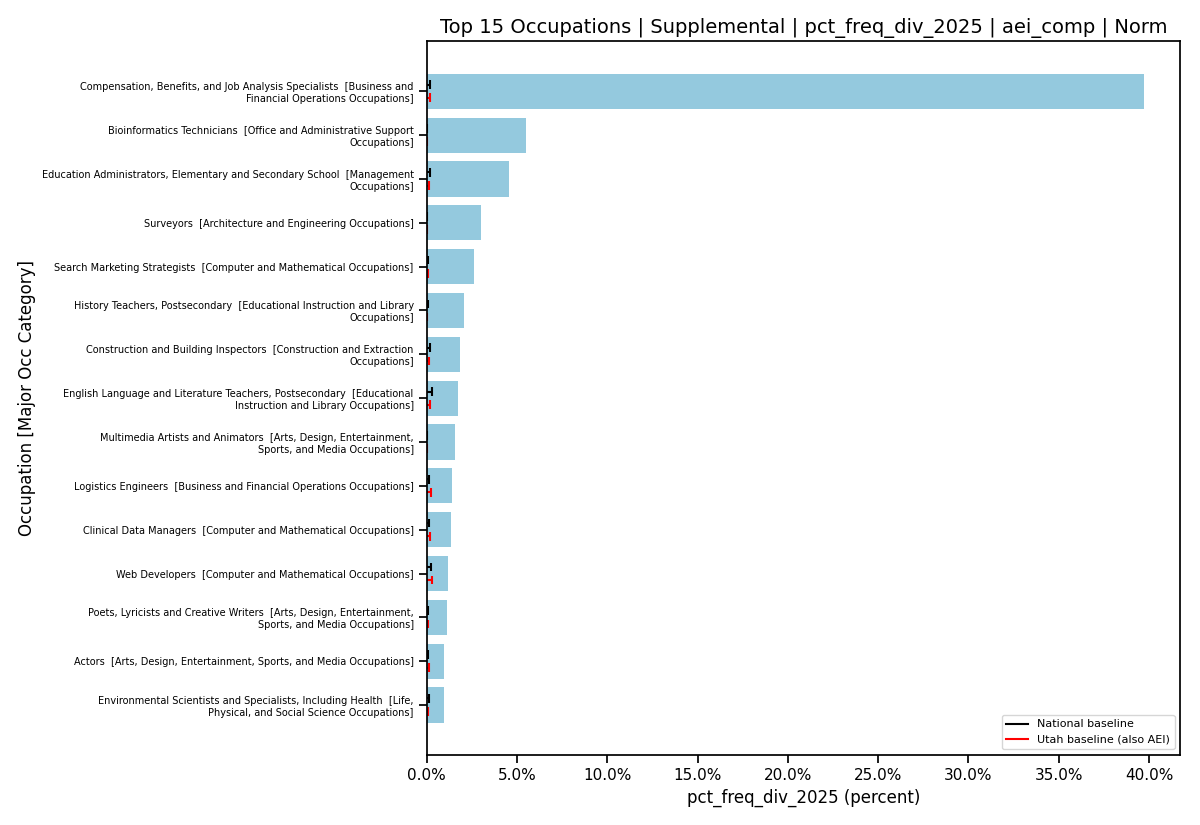 Top 15 Occupations | Supplemental | pct_freq_div_2025 | aei_comp | Norm
Occupation [Major Occ Category]
Compensation, Benefits, and Job Analysis Specialists [Business and
Financial Operations Occupations]
Bioinformatics Technicians [Office and Administrative Support
Occupations]
Education Administrators, Elementary and Secondary School [Management
Occupations]
Surveyors [Architecture and Engineering Occupations]
Search Marketing Strategists [Computer and Mathematical Occupations]
History Teachers, Postsecondary [Educational Instruction and Library
Occupations]
Construction and Building Inspectors [Construction and Extraction
Occupations]
English Language and Literature Teachers, Postsecondary [Educational
Instruction and Library Occupations]
Multimedia Artists and Animators [Arts, Design, Entertainment,
Sports, and Media Occupations]
Logistics Engineers [Business and Financial Operations Occupations]
Clinical Data Managers [Computer and Mathematical Occupations]
Web Developers [Computer and Mathematical Occupations]
Poets, Lyricists and Creative Writers [Arts, Design, Entertainment,
Sports, and Media Occupations]
Actors [Arts, Design, Entertainment, Sports, and Media Occupations]
Environmental Scientists and Specialists, Including Health [Life,
Physical, and Social Science Occupations]
National baseline
Utah baseline (also AEI)
0.0% 5.0% 10.0% 15.0% 20.0% 25.0% 30.0% 35.0% 40.0%
pct_freq_div_2025 (percent)